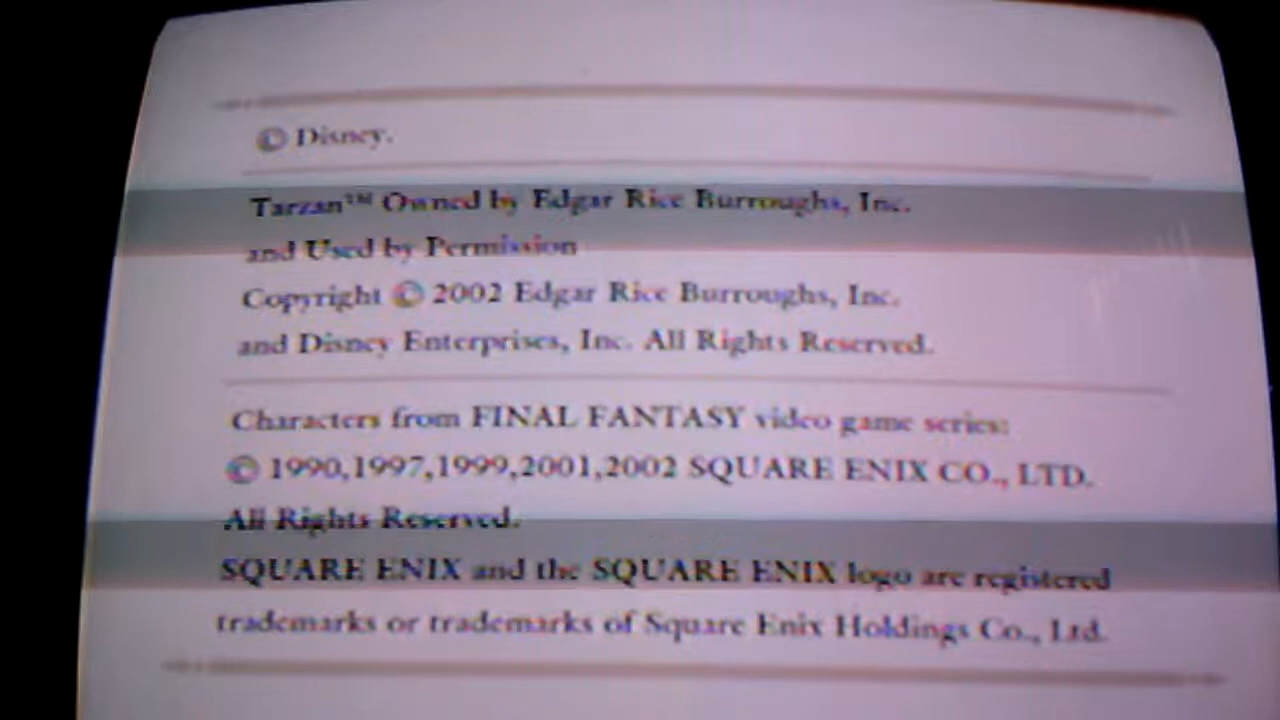 © Disney.
Tarzan™ Owned by Edgar Rice Burroughs, Inc.
and Used by Permission
Copyright © 2002 Edgar Rice Burroughs, Inc.
and Disney Enterprises, Inc. All Rights Reserved.
Characters from FINAL FANTASY video game series:
© 1990,1997,1999,2001,2002 SQUARE ENIX CO., LTD.
All Rights Reserved.
SQUARE ENIX and the SQUARE ENIX logo are registered
trademarks or trademarks of Square Enix Holdings Co., Ltd.